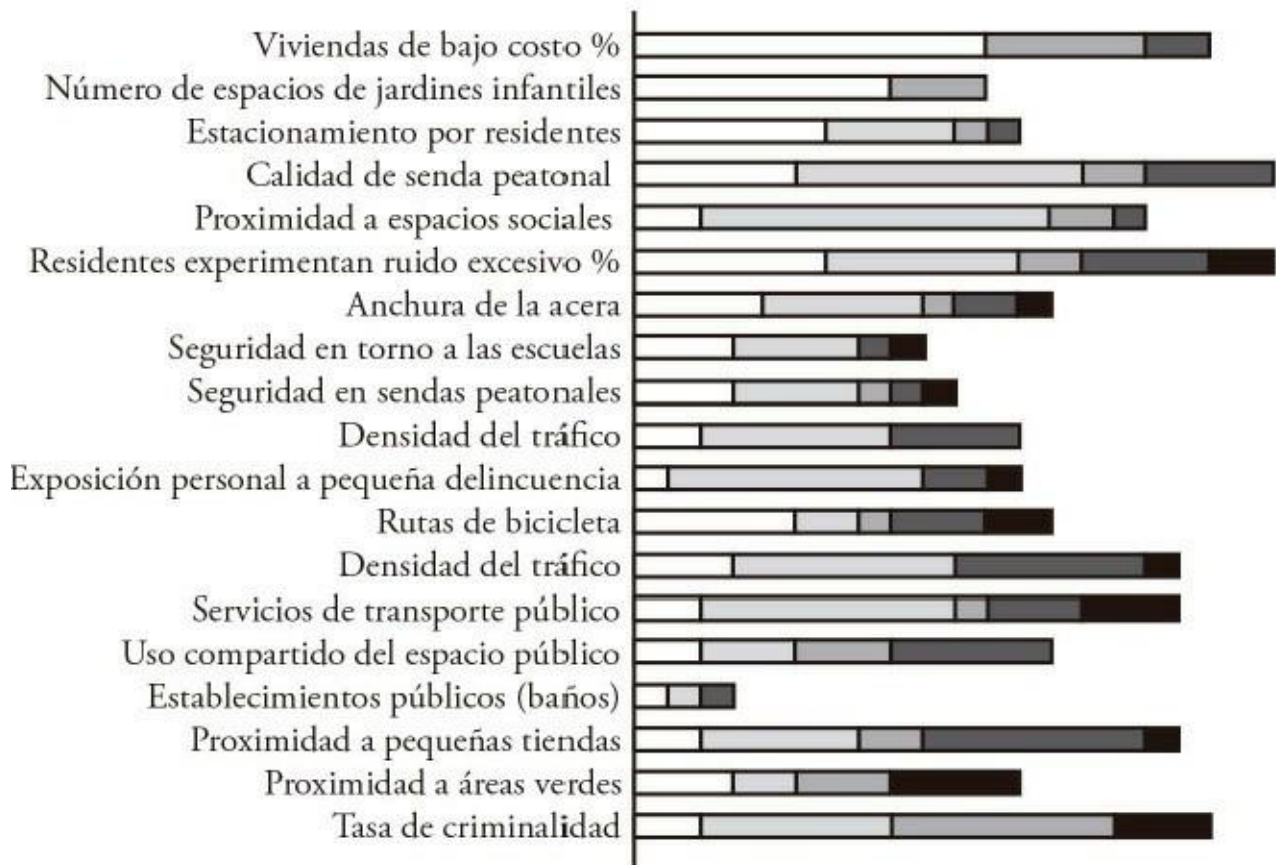 Viviendas de bajo costo %
Número de espacios de jardines infantiles
Estacionamiento por residentes
Calidad de senda peatonal
Proximidad a espacios sociales
Residentes experimentan ruido excesivo %
Anchura de la acera
Seguridad en torno a las escuelas
Seguridad en sendas peatonales
Densidad del tráfico
Exposición personal a pequeña delincuencia
Rutas de bicicleta
Densidad del tráfico
Servicios de transporte público
Uso compartido del espacio público
Establecimientos públicos (baños)
Proximidad a pequeñas tiendas
Proximidad a áreas verdes
Tasa de criminalidad